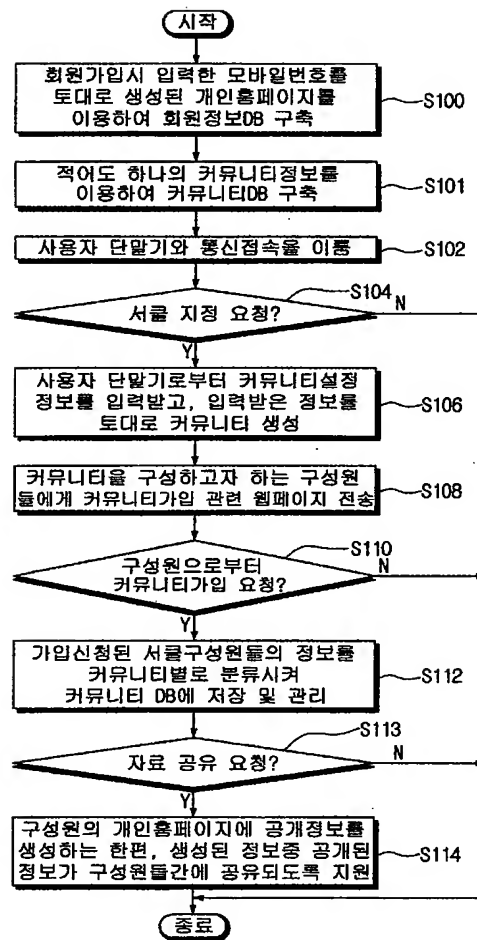 시작
회원가입시 입력한 모바일번호를
토대로 생성된 개인홈페이지를
이용하여 회원정보DB 구축
S100
적어도 하나의 커뮤니티정보를
이용하여 커뮤니티DB 구축
S101
사용자 단말기와 통신접속을 이룸
S102
S104
서클 지정 요청?
N
Y
사용자 단말기로부터 커뮤니티설정
정보를 입력받고, 입력받은 정보를
토대로 커뮤니티 생성
S106
커뮤니티을 구성하고자 하는 구성원
들에게 커뮤니티가입 관련 웹페이지 전송
S108
S110
구성원으로부터
커뮤니티가입 요청?
N
Y
가입신청된 서클구성원들의 정보를
커뮤니티별로 분류시켜
커뮤니티 DB에 저장 및 관리
S112
S113
자료 공유 요청?
N
Y
구성원의 개인홈페이지에 공개정보를
생성하는 한편, 생성된 정보중 공개된
정보가 구성원들간에 공유되도록 지원
S114
종료